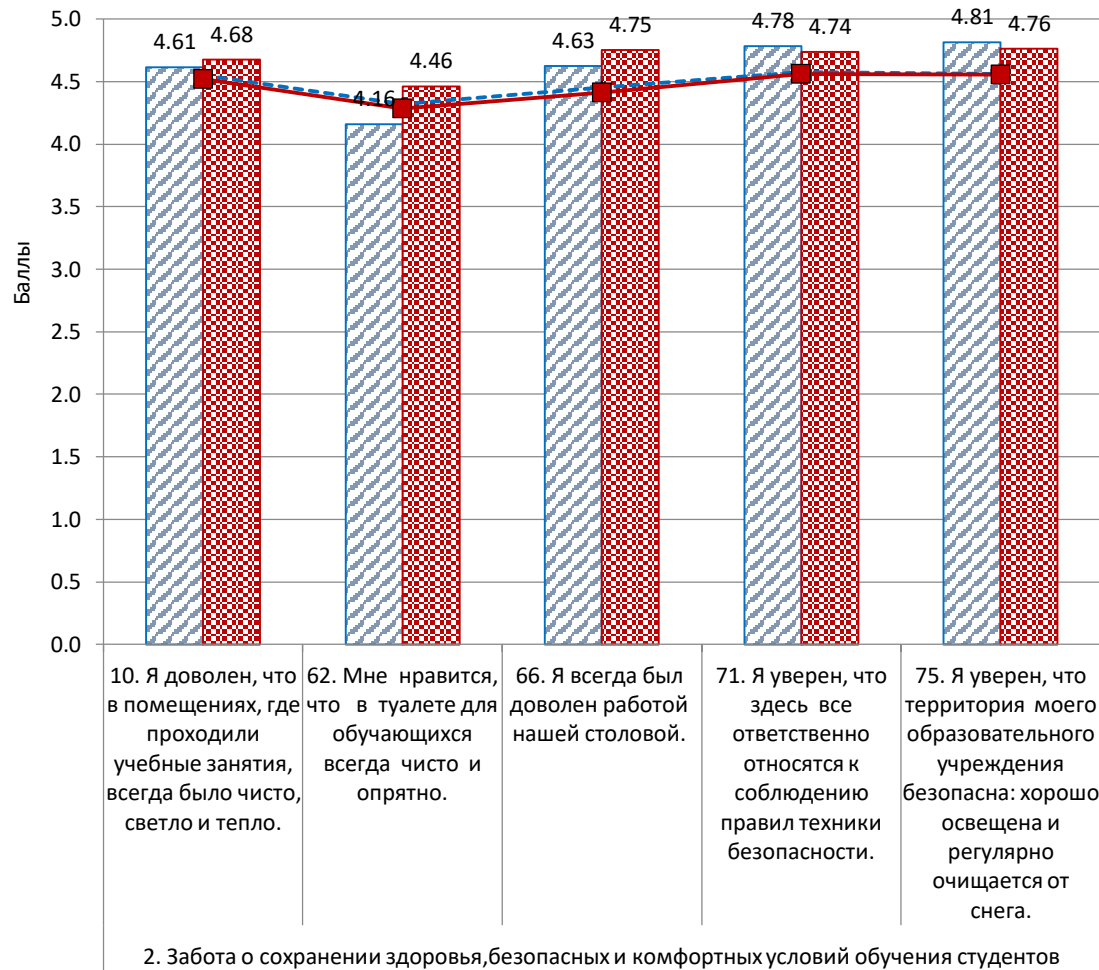 5.0
4.5
4.0
3.5
3.0
2.5
2.0
1.5
1.0
0.5
0.0
Баллы
4.61
4.68
4.16
4.46
4.63
4.75
4.78
4.74
4.81
4.76
10. Я доволен, что
в помещениях, где
проходили
учебные занятия,
всегда было чисто,
светло и тепло.
62. Мне нравится,
что в туалете для
обучающихся
всегда чисто и
опрятно.
66. Я всегда был
доволен работой
нашей столовой.
71. Я уверен, что
здесь все
ответственно
относятся к
соблюдению
правил техники
безопасности.
75. Я уверен, что
территория моего
образовательного
учреждения
безопасна: хорошо
освещена и
регулярно
очищается от
снега.
2. Забота о сохранении здоровья,безопасных и комфортных условий обучения студентов